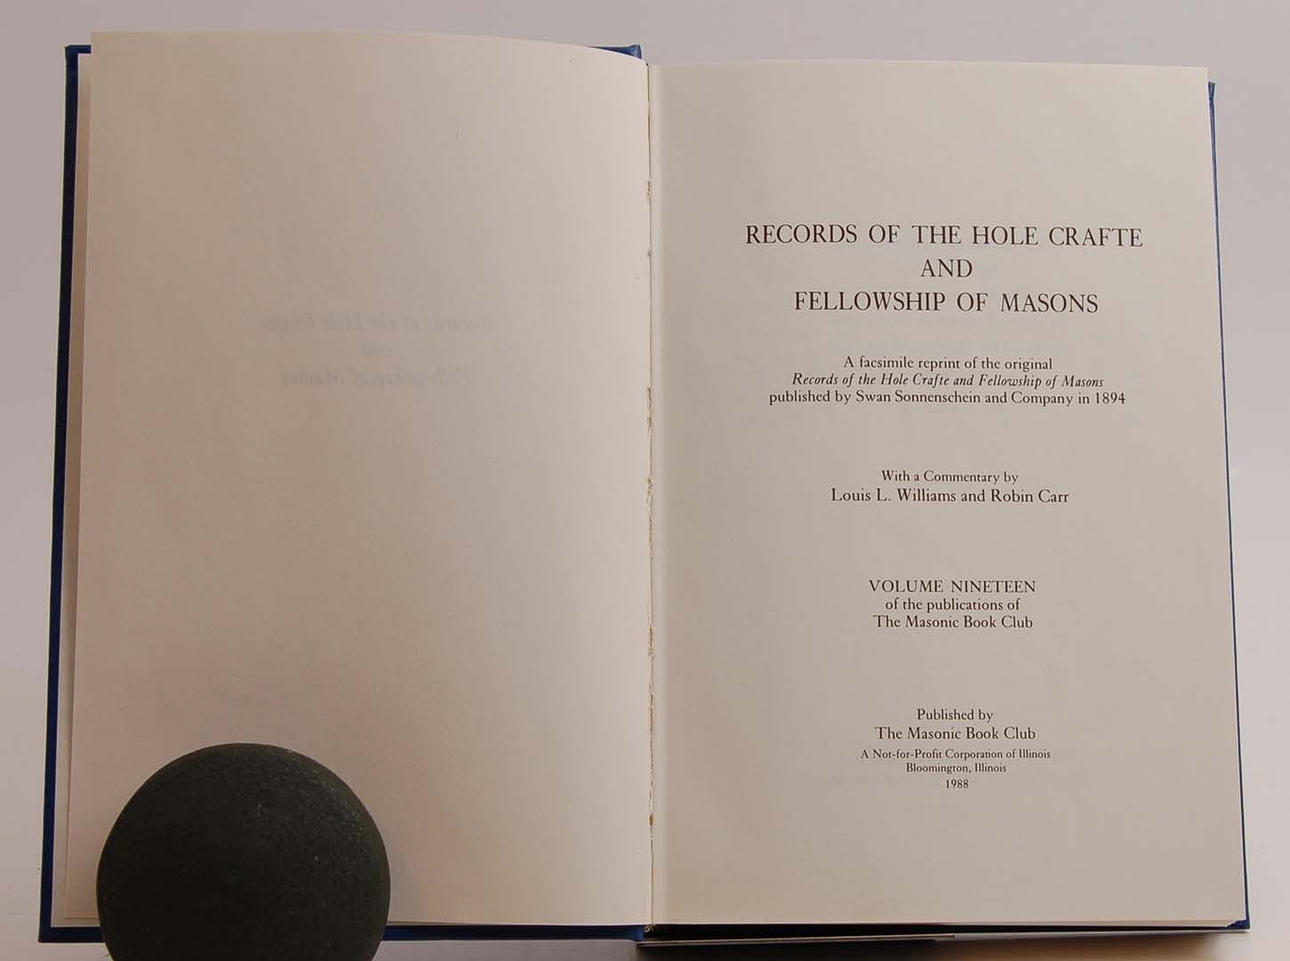 RECORDS OF THE HOLE CRAFTE
AND
FELLOWSHIP OF MASONS
A facsimile reprint of the original
Records of the Hole Crafte and Fellowship of Masons
published by Swan Sonnenschein and Company in 1894
With a Commentary by
Louis L. Williams and Robin Carr
VOLUME NINETEEN
of the publications of
The Masonic Book Club
Published by
The Masonic Book Club
A Not-for-Profit Corporation of Illinois
Bloomington, Illinois
1988